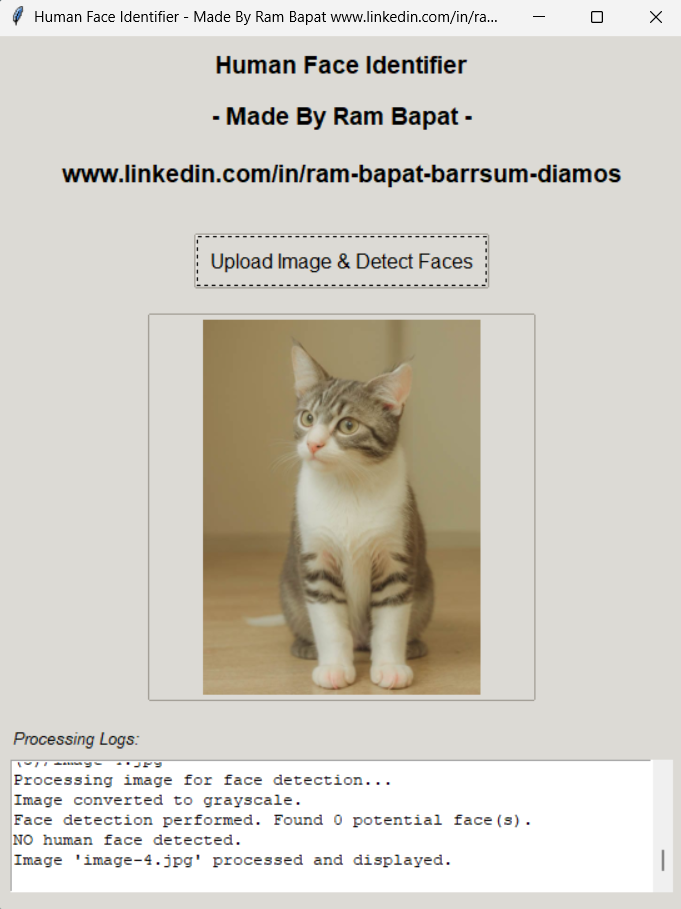 Human Face Identifier - Made By Ram Bapat www.linkedin.com/in/ra...
Human Face Identifier
- Made By Ram Bapat -
www.linkedin.com/in/ram-bapat-barrsum-diamos
Upload Image & Detect Faces
Processing Logs:
Processing image for face detection...
Image converted to grayscale.
Face detection performed. Found 0 potential face(s).
NO human face detected.
Image 'image-4.jpg' processed and displayed.